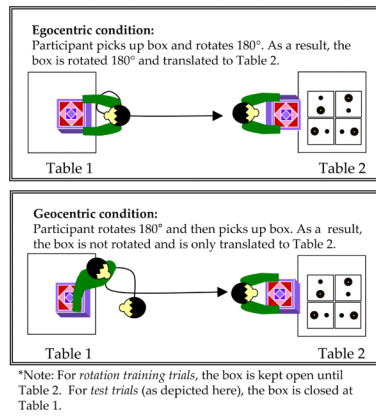 Egocentric condition:
Participant picks up box and rotates 180°. As a result, the
box is rotated 180° and translated to Table 2.
Table 1 Table 2
Geocentric condition:
Participant rotates 180° and then picks up box. As a result,
the box is not rotated and is only translated to Table 2.
Table 1 Table 2
*Note: For rotation training trials, the box is kept open until
Table 2. For test trials (as depicted here), the box is closed at
Table 1.